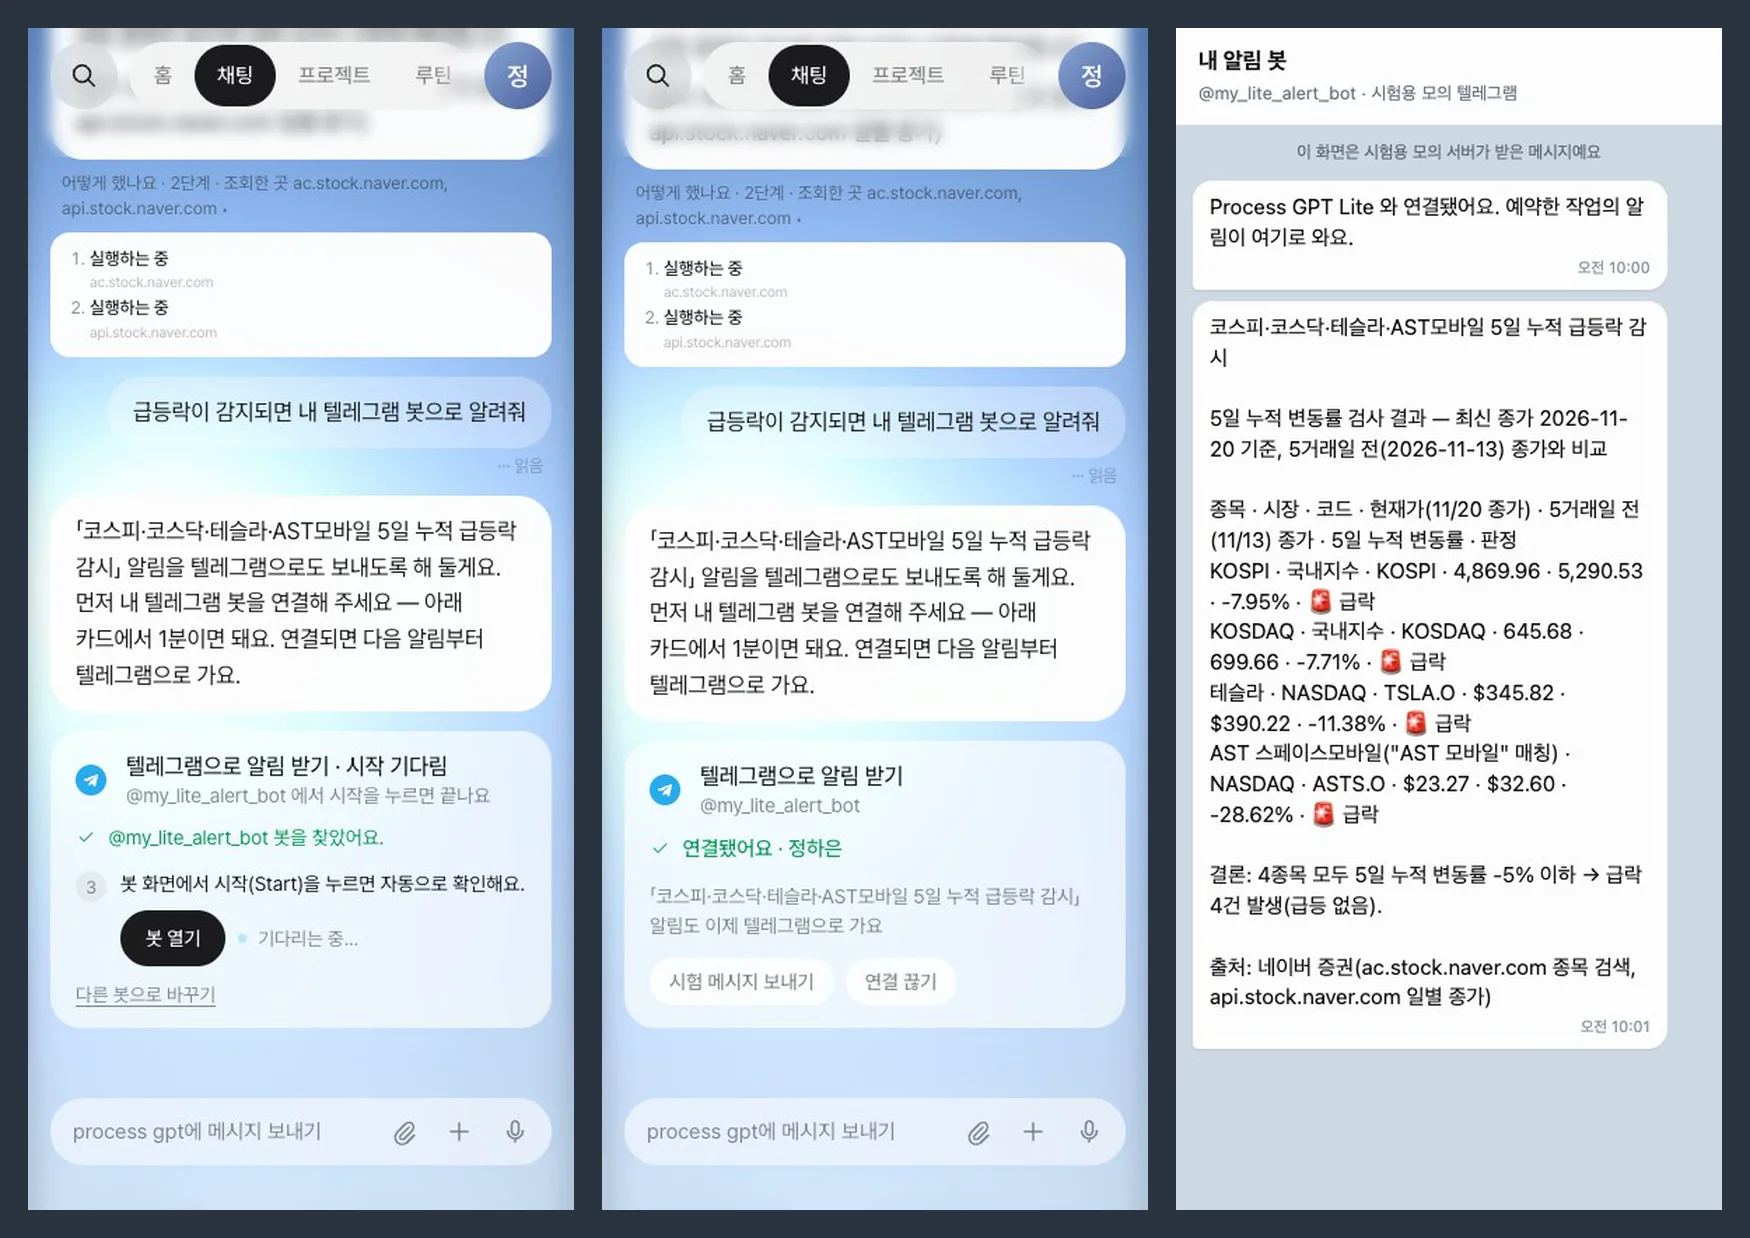 홈 채팅 프로젝트 루틴 정
어떻게 했나요 · 2단계 · 조회한 곳 ac.stock.naver.com,
api.stock.naver.com
1. 실행하는 중
ac.stock.naver.com
2. 실행하는 중
api.stock.naver.com
급등락이 감지되면 내 텔레그램 봇으로 알려줘
··· 읽음
「코스피·코스닥·테슬라·AST모바일 5일 누적 급등락
감시」 알림을 텔레그램으로도 보내도록 해 둘게요.
먼저 내 텔레그램 봇을 연결해 주세요 — 아래
카드에서 1분이면 돼요. 연결되면 다음 알림부터
텔레그램으로 가요.
텔레그램으로 알림 받기 · 시작 기다림
@my_lite_alert_bot 에서 시작을 누르면 끝나요
✓ @my_lite_alert_bot 봇을 찾았어요.
3 봇 화면에서 시작(Start)을 누르면 자동으로 확인해요.
봇 열기 기다리는 중...
다른 봇으로 바꾸기
process gpt에 메시지 보내기
홈 채팅 프로젝트 루틴 정
api.stock.naver.com 일별 종가)
어떻게 했나요 · 2단계 · 조회한 곳 ac.stock.naver.com,
api.stock.naver.com
1. 실행하는 중
ac.stock.naver.com
2. 실행하는 중
api.stock.naver.com
급등락이 감지되면 내 텔레그램 봇으로 알려줘
··· 읽음
「코스피·코스닥·테슬라·AST모바일 5일 누적 급등락
감시」 알림을 텔레그램으로도 보내도록 해 둘게요.
먼저 내 텔레그램 봇을 연결해 주세요 — 아래
카드에서 1분이면 돼요. 연결되면 다음 알림부터
텔레그램으로 가요.
텔레그램으로 알림 받기
@my_lite_alert_bot
✓ 연결됐어요 · 정하은
「코스피·코스닥·테슬라·AST모바일 5일 누적 급등락 감시」
알림도 이제 텔레그램으로 가요
시험 메시지 보내기 연결 끊기
process gpt에 메시지 보내기
내 알림 봇
@my_lite_alert_bot · 시험용 모의 텔레그램
이 화면은 시험용 모의 서버가 받은 메시지예요
Process GPT Lite 와 연결됐어요. 예약한 작업의 알
림이 여기로 와요.
오전 10:00
코스피·코스닥·테슬라·AST모바일 5일 누적 급등락 감
시
5일 누적 변동률 검사 결과 — 최신 종가 2026-11-
20 기준, 5거래일 전(2026-11-13) 종가와 비교
종목 · 시장 · 코드 · 현재가(11/20 종가) · 5거래일 전
(11/13) 종가 · 5일 누적 변동률 · 판정
KOSPI · 국내지수 · KOSPI · 4,869.96 · 5,290.53
· -7.95% · 🚨 급락
KOSDAQ · 국내지수 · KOSDAQ · 645.68 ·
699.66 · -7.71% · 🚨 급락
테슬라 · NASDAQ · TSLA.O · $345.82 ·
$390.22 · -11.38% · 🚨 급락
AST 스페이스모바일("AST 모바일" 매칭) ·
NASDAQ · ASTS.O · $23.27 · $32.60 ·
-28.62% · 🚨 급락
결론: 4종목 모두 5일 누적 변동률 -5% 이하 → 급락
4건 발생(급등 없음).
출처: 네이버 증권(ac.stock.naver.com 종목 검색,
api.stock.naver.com 일별 종가)
오전 10:01